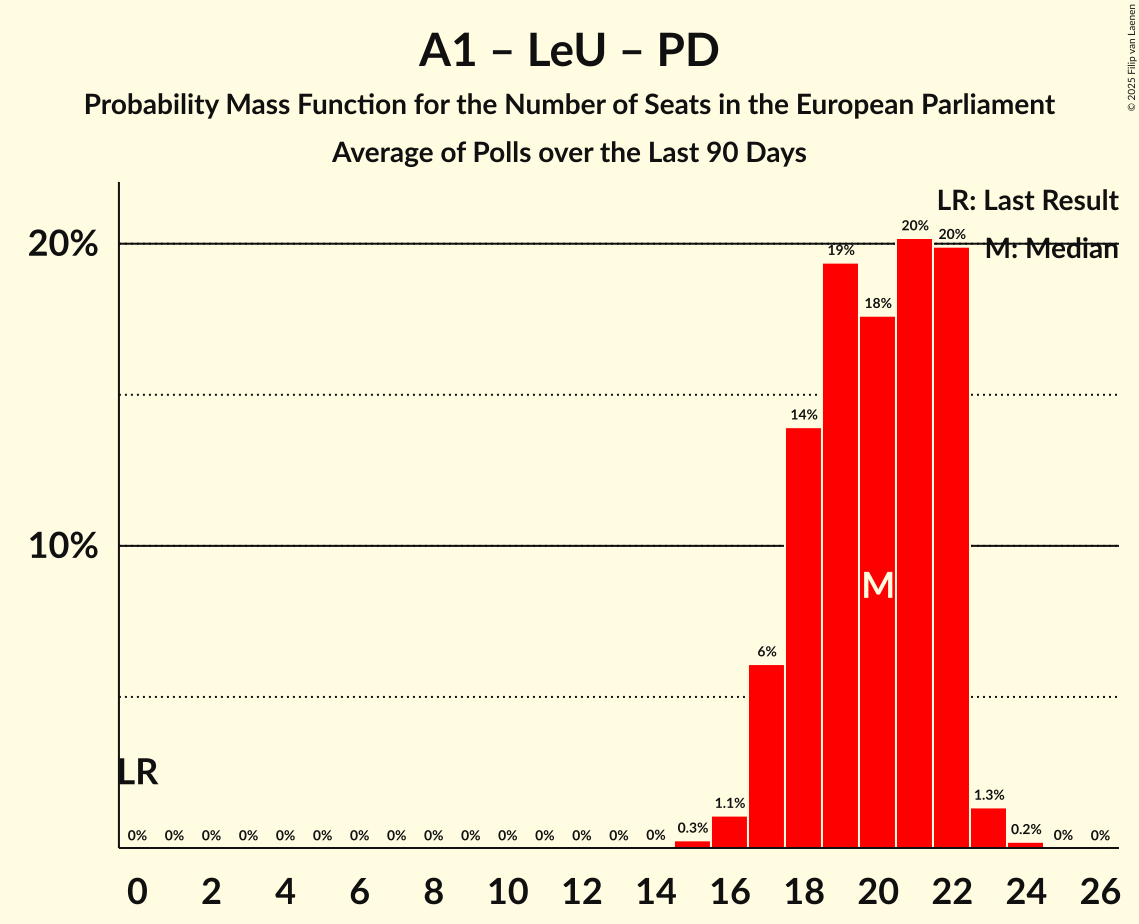 A1 – LeU – PD
Probability Mass Function for the Number of Seats in the European Parliament
Average of Polls over the Last 90 Days
© 2025 Filip van Laenen
LR: Last Result
M: Median
20%
10%
20%
20%
19%
18%
14%
6%
M
LR
0% 0% 0% 0% 0% 0% 0% 0% 0% 0% 0% 0% 0% 0% 0% 0.3% 1.1% 1.3% 0.2% 0% 0%
0 2 4 6 8 10 12 14 16 18 20 22 24 26